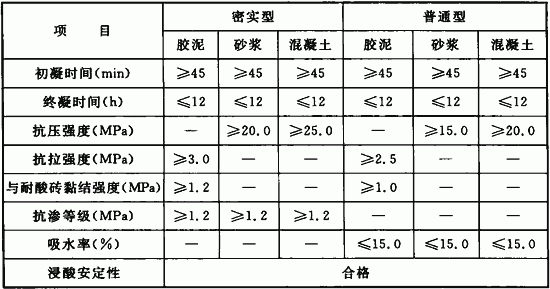 项 目 密实型 普通型
胶泥 砂浆 混凝土 胶泥 砂浆 混凝土
初凝时间(min) ≥45 ≥45 ≥45 ≥45 ≥45 ≥45
终凝时间(h) ≤12 ≤12 ≤12 ≤12 ≤12 ≤12
抗压强度(MPa) — ≥20.0 ≥25.0 — ≥15.0 ≥20.0
抗拉强度(MPa) ≥3.0 — — ≥2.5 — —
与耐酸砖黏结强度(MPa) ≥1.2 — — ≥1.0 — —
抗渗等级(MPa) ≥1.2 ≥1.2 ≥1.2 — — —
吸水率(%) — — — ≤15.0 ≤15.0 ≤15.0
浸酸安定性 合格